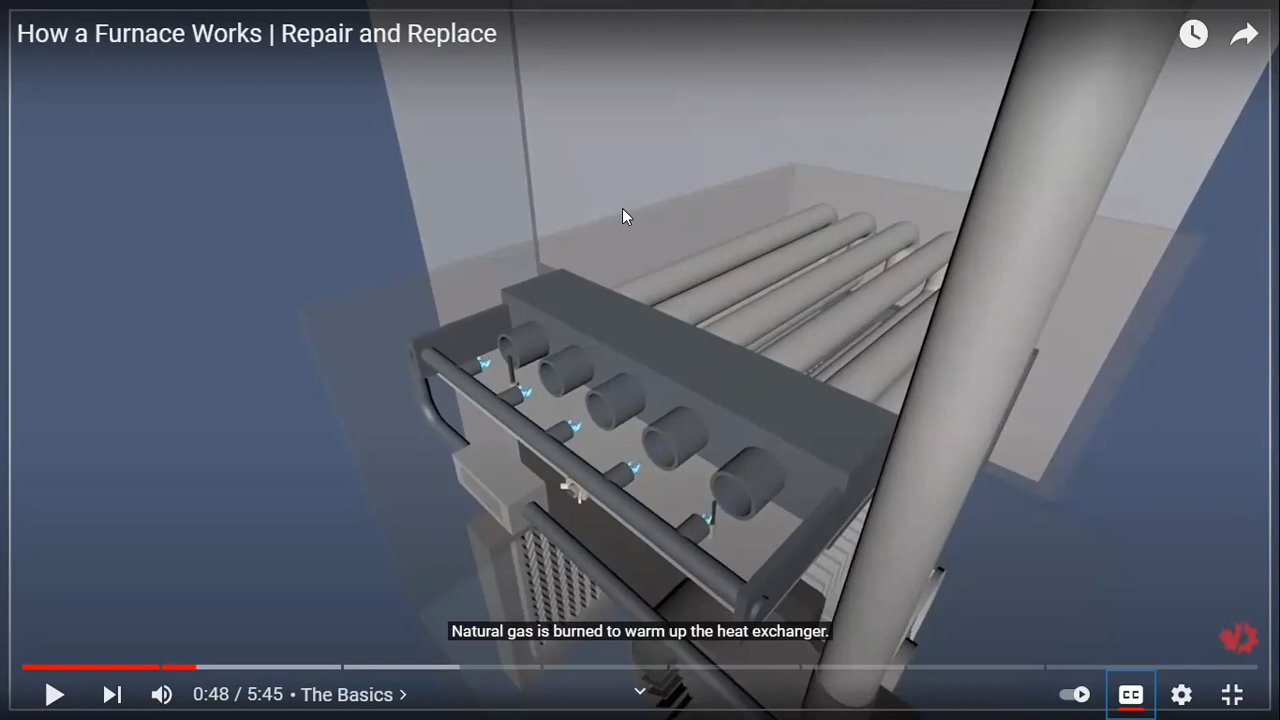 How a Furnace Works | Repair and Replace
Natural gas is burned to warm up the heat exchanger.
0:48 / 5:45 • The Basics >
CC